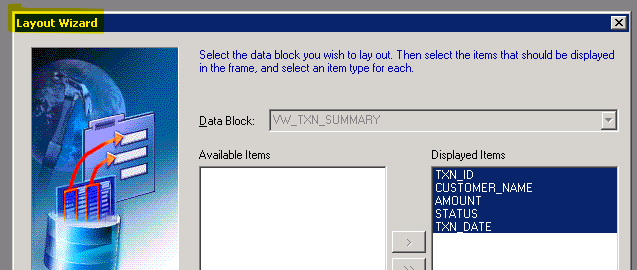 Layout Wizard
Select the data block you wish to lay out. Then select the items that should be displayed
in the frame, and select an item type for each.
Data Block: VW_TXN_SUMMARY
Available Items
Displayed Items
TXN_ID
CUSTOMER_NAME
AMOUNT
STATUS
TXN_DATE
>
>>